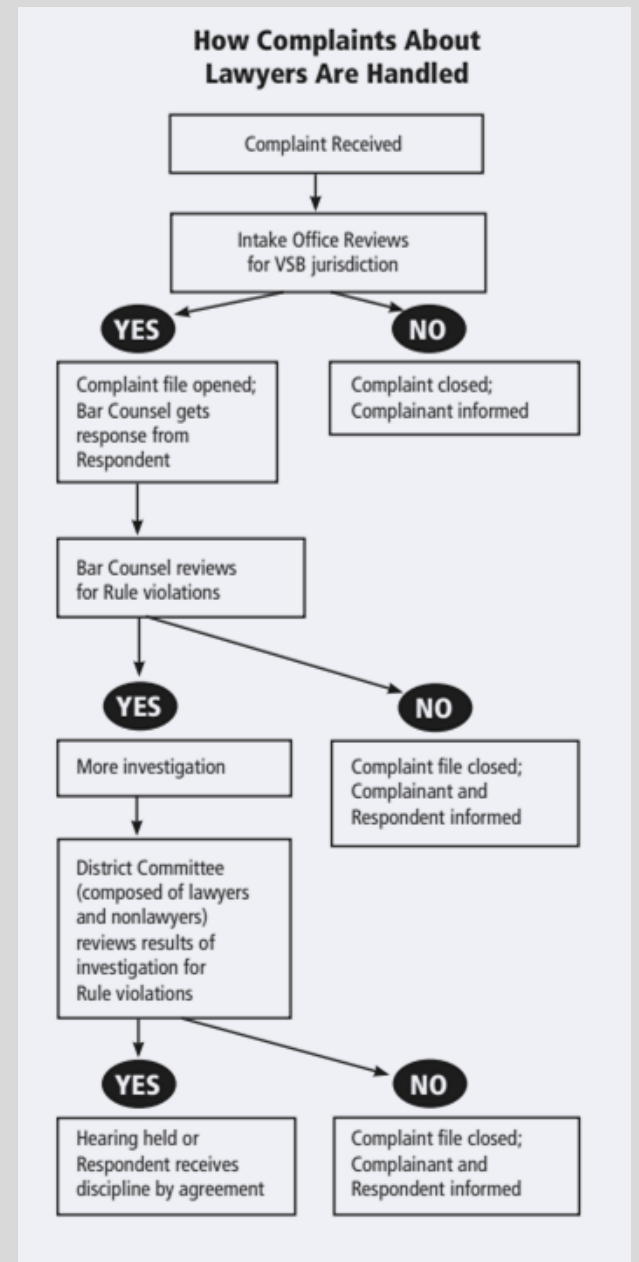 How Complaints About
Lawyers Are Handled
Complaint Received
Intake Office Reviews
for VSB jurisdiction
YES
NO
Complaint file opened;
Bar Counsel gets
response from
Respondent
Complaint closed;
Complainant informed
Bar Counsel reviews
for Rule violations
YES
NO
More investigation
Complaint file closed;
Complainant and
Respondent informed
District Committee
(composed of lawyers
and nonlawyers)
reviews results of
investigation for
Rule violations
YES
NO
Hearing held or
Respondent receives
discipline by agreement
Complaint file closed;
Complainant and
Respondent informed